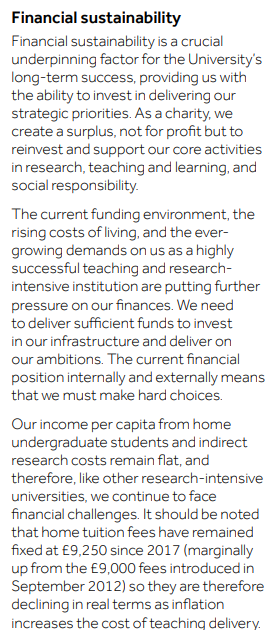 Financial sustainability
Financial sustainability is a crucial
underpinning factor for the University's
long-term success, providing us with
the ability to invest in delivering our
strategic priorities. As a charity, we
create a surplus, not for profit but to
reinvest and support our core activities
in research, teaching and learning, and
social responsibility.
The current funding environment, the
rising costs of living, and the ever-
growing demands on us as a highly
successful teaching and research-
intensive institution are putting further
pressure on our finances. We need
to deliver sufficient funds to invest
in our infrastructure and deliver on
our ambitions. The current financial
position internally and externally means
that we must make hard choices.
Our income per capita from home
undergraduate students and indirect
research costs remain flat, and
therefore, like other research-intensive
universities, we continue to face
financial challenges. It should be noted
that home tuition fees have remained
fixed at £9,250 since 2017 (marginally
up from the £9,000 fees introduced in
September 2012) so they are therefore
declining in real terms as inflation
increases the cost of teaching delivery.